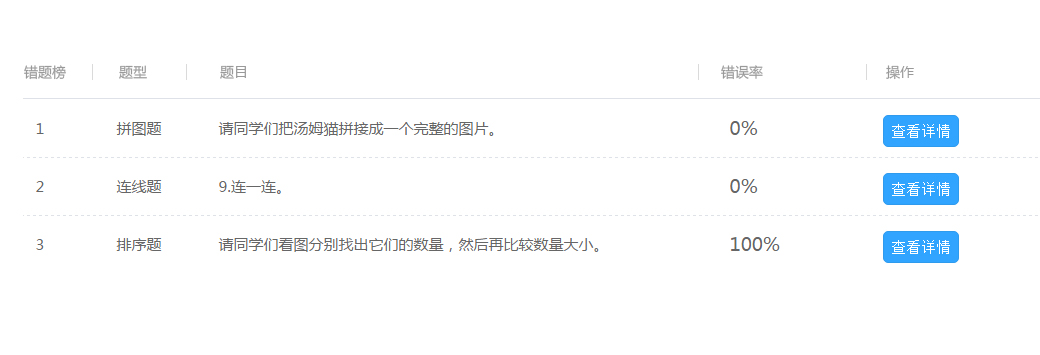 错题榜 题型 题目 错误率 操作
1 拼图题 请同学们把汤姆猫拼接成一个完整的图片。 0% 查看详情
2 连线题 9.连一连。 0% 查看详情
3 排序题 请同学们看图分别找出它们的数量，然后再比较数量大小。 100% 查看详情